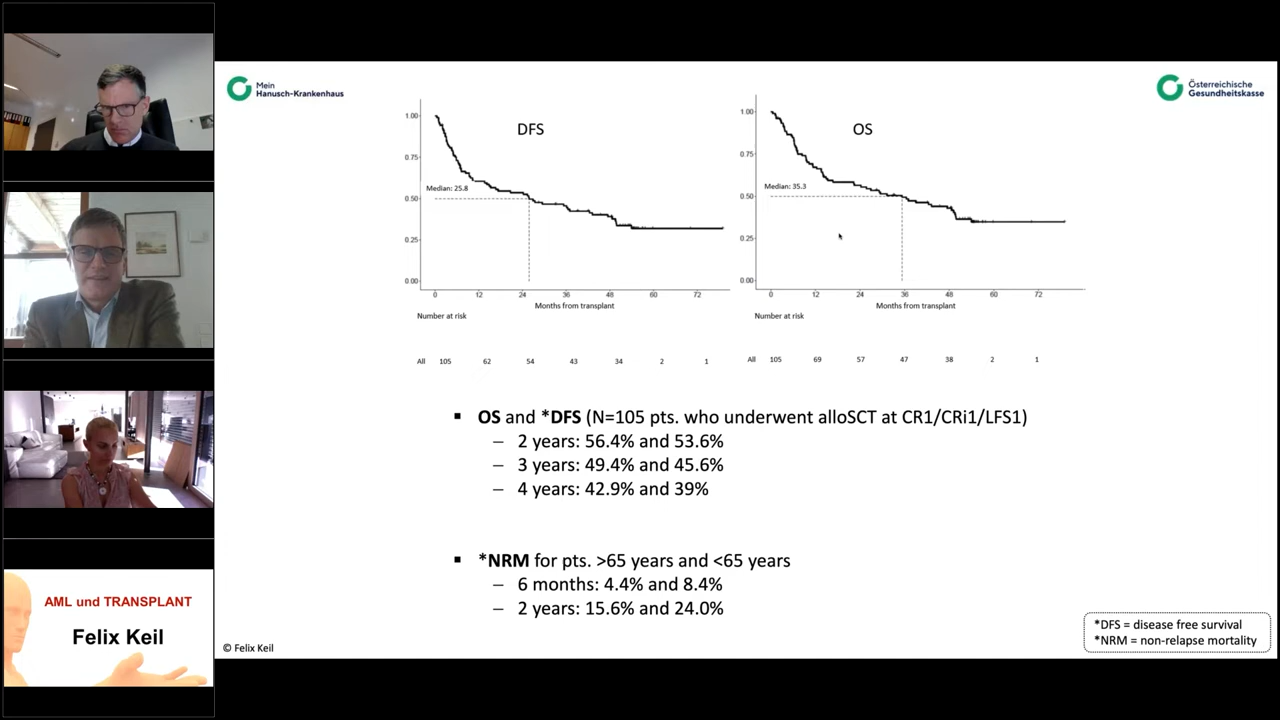 Mein
Hanusch-Krankenhaus
Österreichische
Gesundheitskasse
DFS
1.00
0.75
0.50
0.25
0.00
Median: 25.8
0 12 24 36 48 60 72
Months from transplant
Number at risk
All 105 62 54 43 34 2 1
OS
1.00
0.75
0.50
0.25
0.00
Median: 35.3
0 12 24 36 48 60 72
Months from transplant
Number at risk
All 105 69 57 47 38 2 1
▪ OS and *DFS (N=105 pts. who underwent alloSCT at CR1/CRi1/LFS1)
– 2 years: 56.4% and 53.6%
– 3 years: 49.4% and 45.6%
– 4 years: 42.9% and 39%
▪ *NRM for pts. >65 years and <65 years
– 6 months: 4.4% and 8.4%
– 2 years: 15.6% and 24.0%
*DFS = disease free survival
*NRM = non-relapse mortality
© Felix Keil
AML und TRANSPLANT
Felix Keil